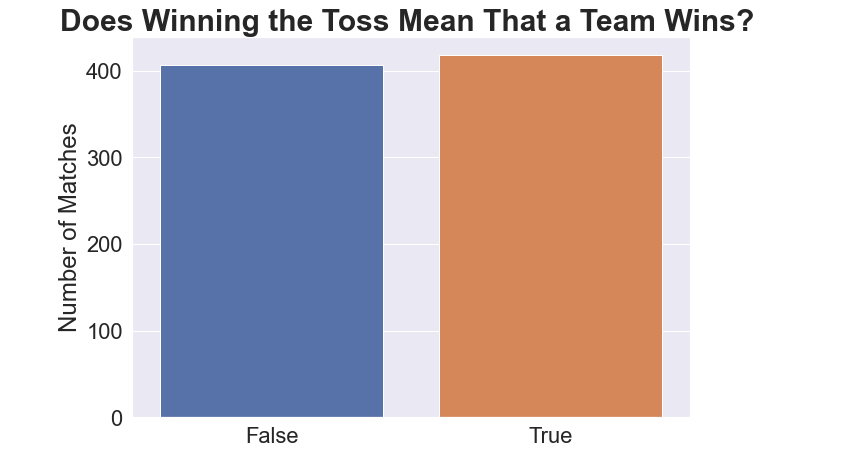 Does Winning the Toss Mean That a Team Wins?
Number of Matches
400
300
200
100
0
False
True